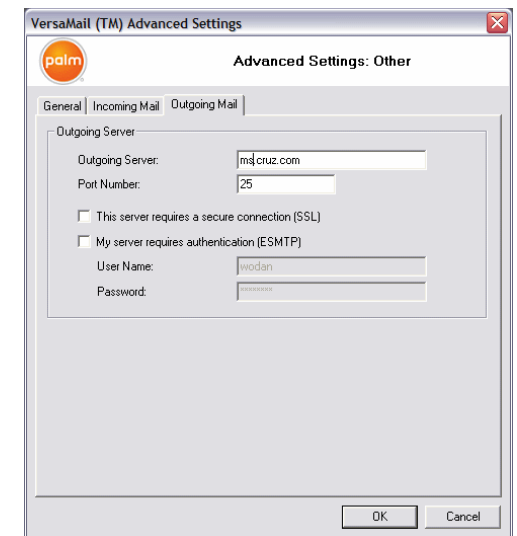 VersaMail (TM) Advanced Settings
palm
Advanced Settings: Other
General Incoming Mail Outgoing Mail
Outgoing Server
Outgoing Server: ms.cruz.com
Port Number: 25
This server requires a secure connection (SSL)
My server requires authentication (ESMTP)
User Name: wodan
Password: ××××××××
OK Cancel